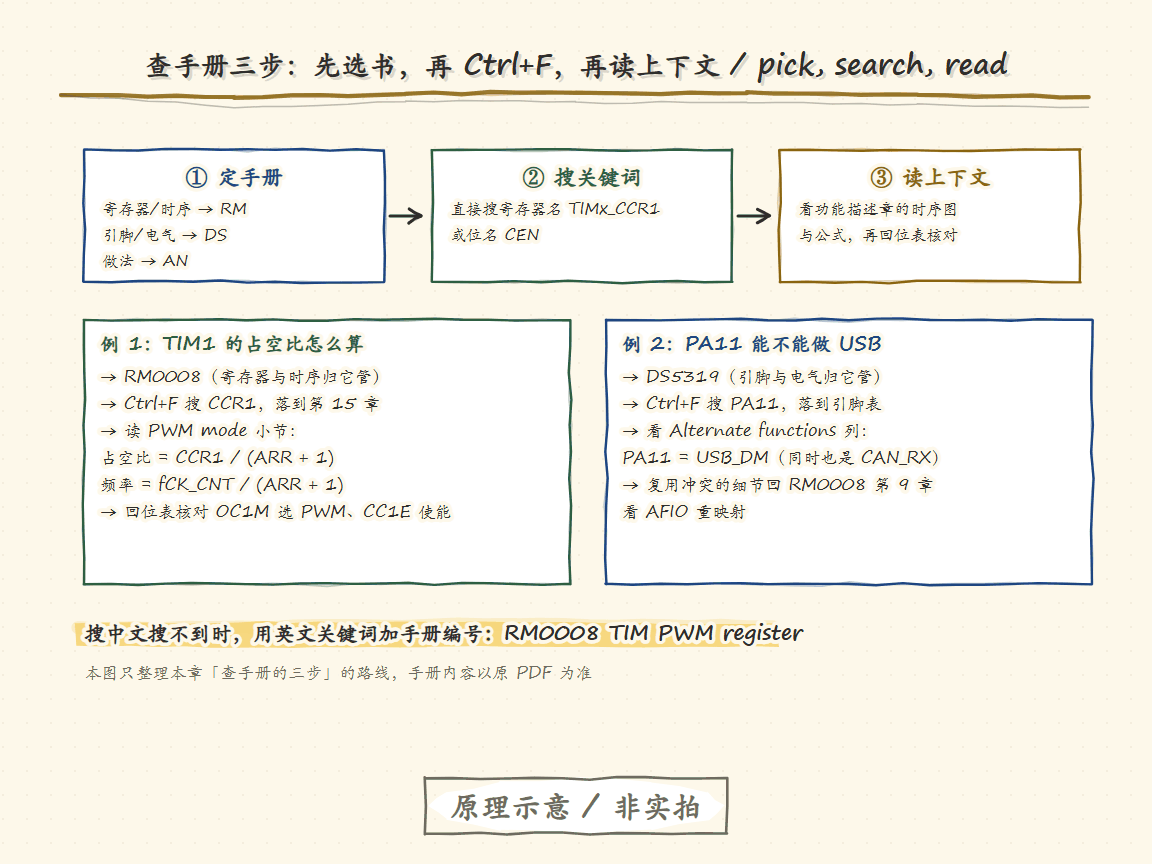 查手册三步：先选书，再 Ctrl+F，再读上下文 / pick, search, read
① 定手册
寄存器/时序 → RM
引脚/电气 → DS
做法 → AN
② 搜关键词
直接搜寄存器名 TIMx_CCR1
或位名 CEN
③ 读上下文
看功能描述章的时序图
与公式，再回位表核对
例 1：TIM1 的占空比怎么算
→ RM0008（寄存器与时序归它管）
→ Ctrl+F 搜 CCR1，落到第 15 章
→ 读 PWM mode 小节：
占空比 = CCR1 / (ARR + 1)
频率 = fCK_CNT / (ARR + 1)
→ 回位表核对 OC1M 选 PWM、CC1E 使能
例 2：PA11 能不能做 USB
→ DS5319（引脚与电气归它管）
→ Ctrl+F 搜 PA11，落到引脚表
→ 看 Alternate functions 列：
PA11 = USB_DM（同时也是 CAN_RX）
→ 复用冲突的细节回 RM0008 第 9 章
看 AFIO 重映射
搜中文搜不到时，用英文关键词加手册编号：RM0008 TIM PWM register
本图只整理本章「查手册的三步」的路线，手册内容以原 PDF 为准
原理示意 / 非实拍